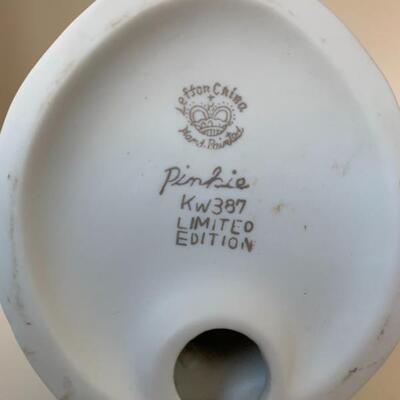 Lefton China
Hand Painted
Pinkie
KW387
LIMITED
EDITION